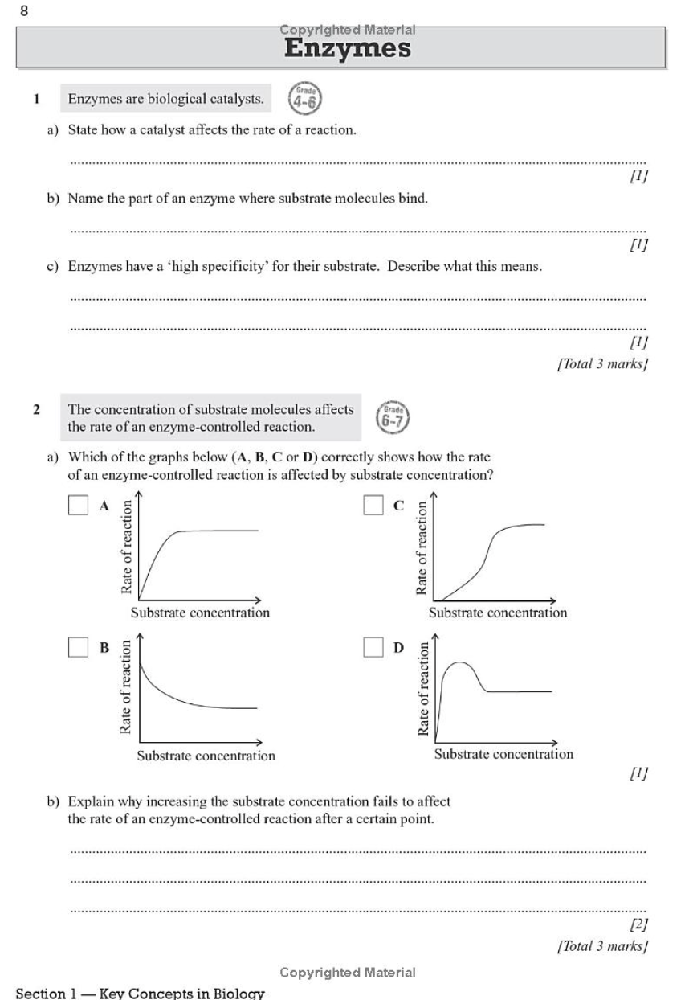 8
Copyrighted Material
Enzymes
1 Enzymes are biological catalysts. Grade 4-6
a) State how a catalyst affects the rate of a reaction.
[1]
b) Name the part of an enzyme where substrate molecules bind.
[1]
c) Enzymes have a ‘high specificity’ for their substrate. Describe what this means.
[1]
[Total 3 marks]
2 The concentration of substrate molecules affects
the rate of an enzyme-controlled reaction.
Grade 6-7
a) Which of the graphs below (A, B, C or D) correctly shows how the rate
of an enzyme-controlled reaction is affected by substrate concentration?
A
Rate of reaction
Substrate concentration
C
Rate of reaction
Substrate concentration
B
Rate of reaction
Substrate concentration
D
Rate of reaction
Substrate concentration
[1]
b) Explain why increasing the substrate concentration fails to affect
the rate of an enzyme-controlled reaction after a certain point.
[2]
[Total 3 marks]
Copyrighted Material
Section 1 — Key Concepts in Biology